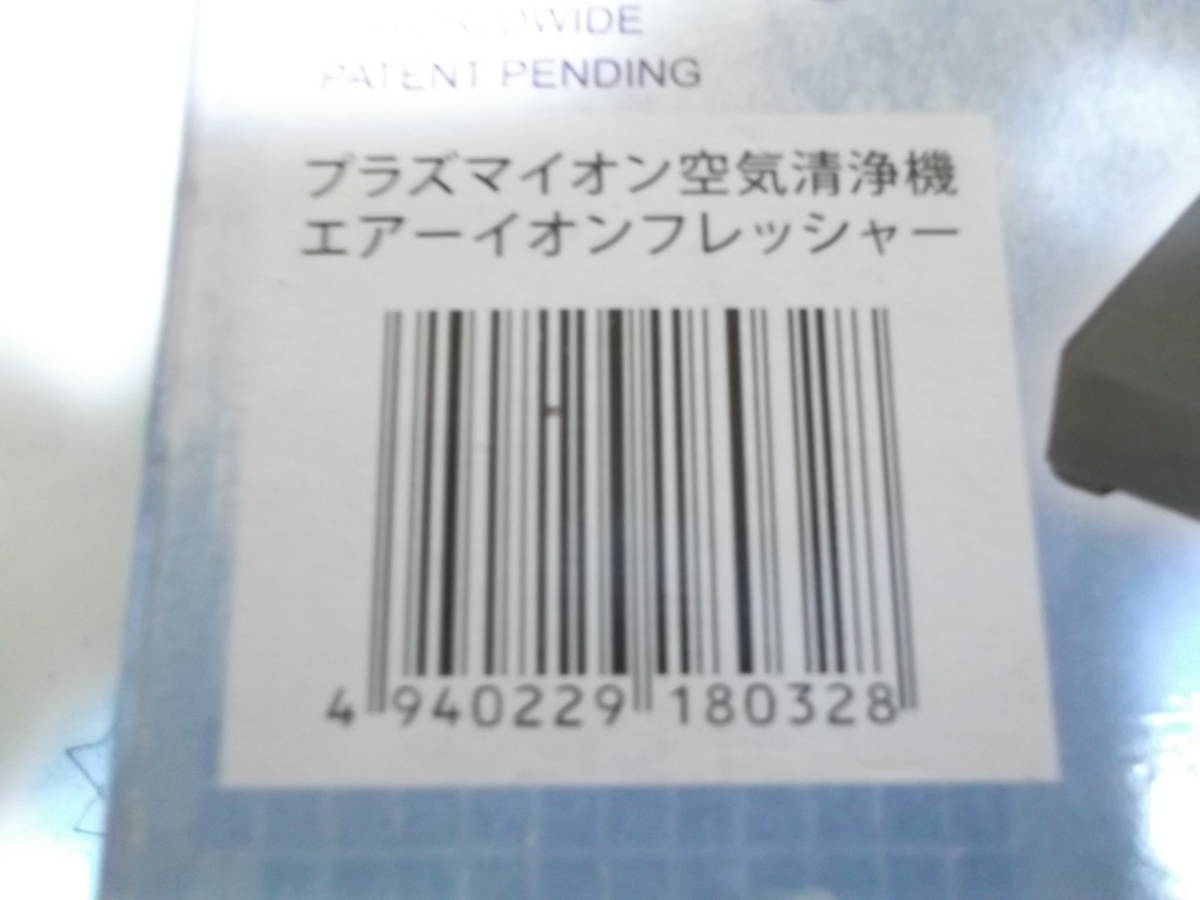 WORLDWIDE
PATENT PENDING
プラズマイオン空気清浄機
エアーイオンフレッシャー
4 940229 180328